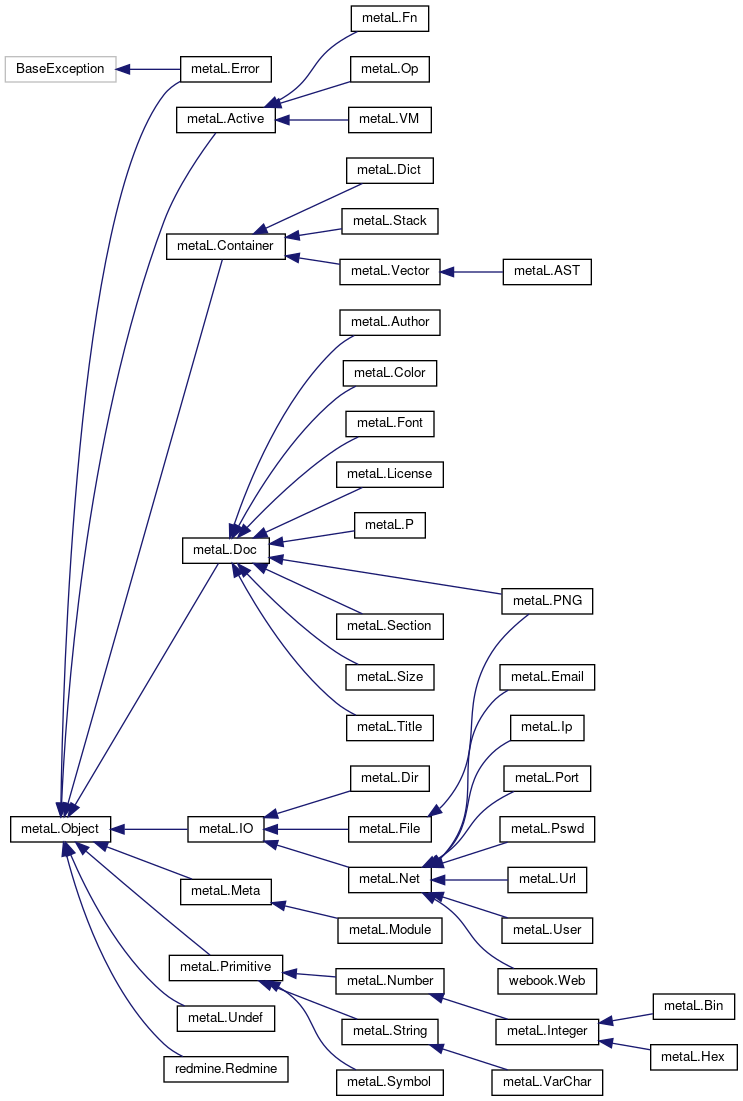 metaL.Fn
BaseException
metaL.Error
metaL.Op
metaL.Active
metaL.VM
metaL.Dict
metaL.Stack
metaL.Container
metaL.Vector
metaL.AST
metaL.Author
metaL.Color
metaL.Font
metaL.License
metaL.P
metaL.Doc
metaL.PNG
metaL.Section
metaL.Email
metaL.Size
metaL.Title
metaL.Ip
metaL.Dir
metaL.Port
metaL.Object
metaL.IO
metaL.File
metaL.Pswd
metaL.Net
metaL.Url
metaL.Meta
metaL.Module
metaL.User
metaL.Primitive
metaL.Number
webook.Web
metaL.Bin
metaL.Undef
metaL.String
metaL.Integer
metaL.Hex
redmine.Redmine
metaL.Symbol
metaL.VarChar